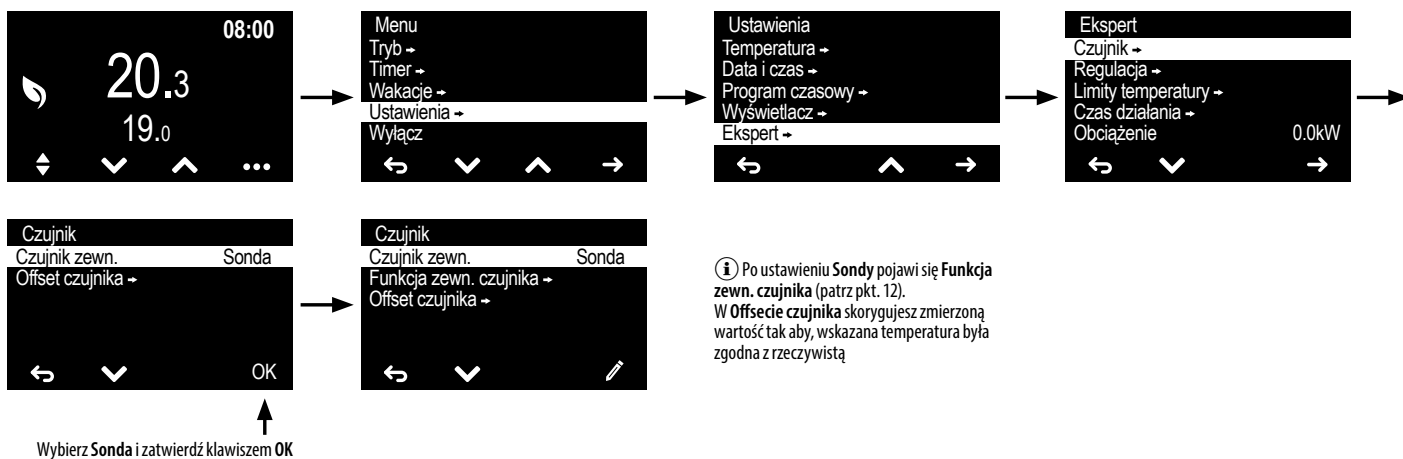 08:00
20.3
19.0
Menu
Tryb →
Timer →
Wakacje →
Ustawienia →
Wyłącz
Ustawienia
Temperatura →
Data i czas →
Program czasowy →
Wyświetlacz →
Ekspert →
Ekspert
Czujnik →
Regulacja →
Limity temperatury →
Czas działania →
Obciążenie 0.0kW
Czujnik
Czujnik zewn. Sonda
Offset czujnika →
OK
Wybierz Sonda i zatwierdź klawiszem OK
Czujnik
Czujnik zewn. Sonda
Funkcja zewn. czujnika →
Offset czujnika →
i Po ustawieniu Sondy pojawi się Funkcja
zewn. czujnika (patrz pkt. 12).
W Offsecie czujnika skorygujesz zmierzoną
wartość tak aby, wskazana temperatura była
zgodna z rzeczywistą